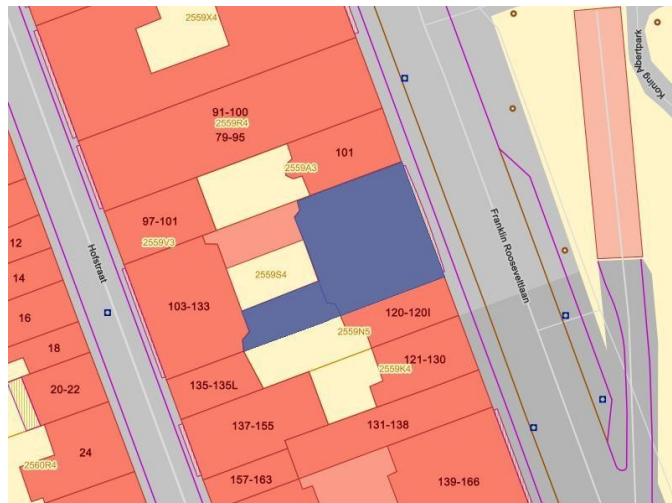 2559X4
Koning Albertpark
91-100
2559R4
79-95
101
2559A3
97-101
2559V3
12
Hofstraat
Franklin Rooseveltlaan
14
2559S4
103-133
16
120-120I
2559N5
18
121-130
135-135L
2559K4
20-22
131-138
137-155
24
2560R4
157-163
139-166